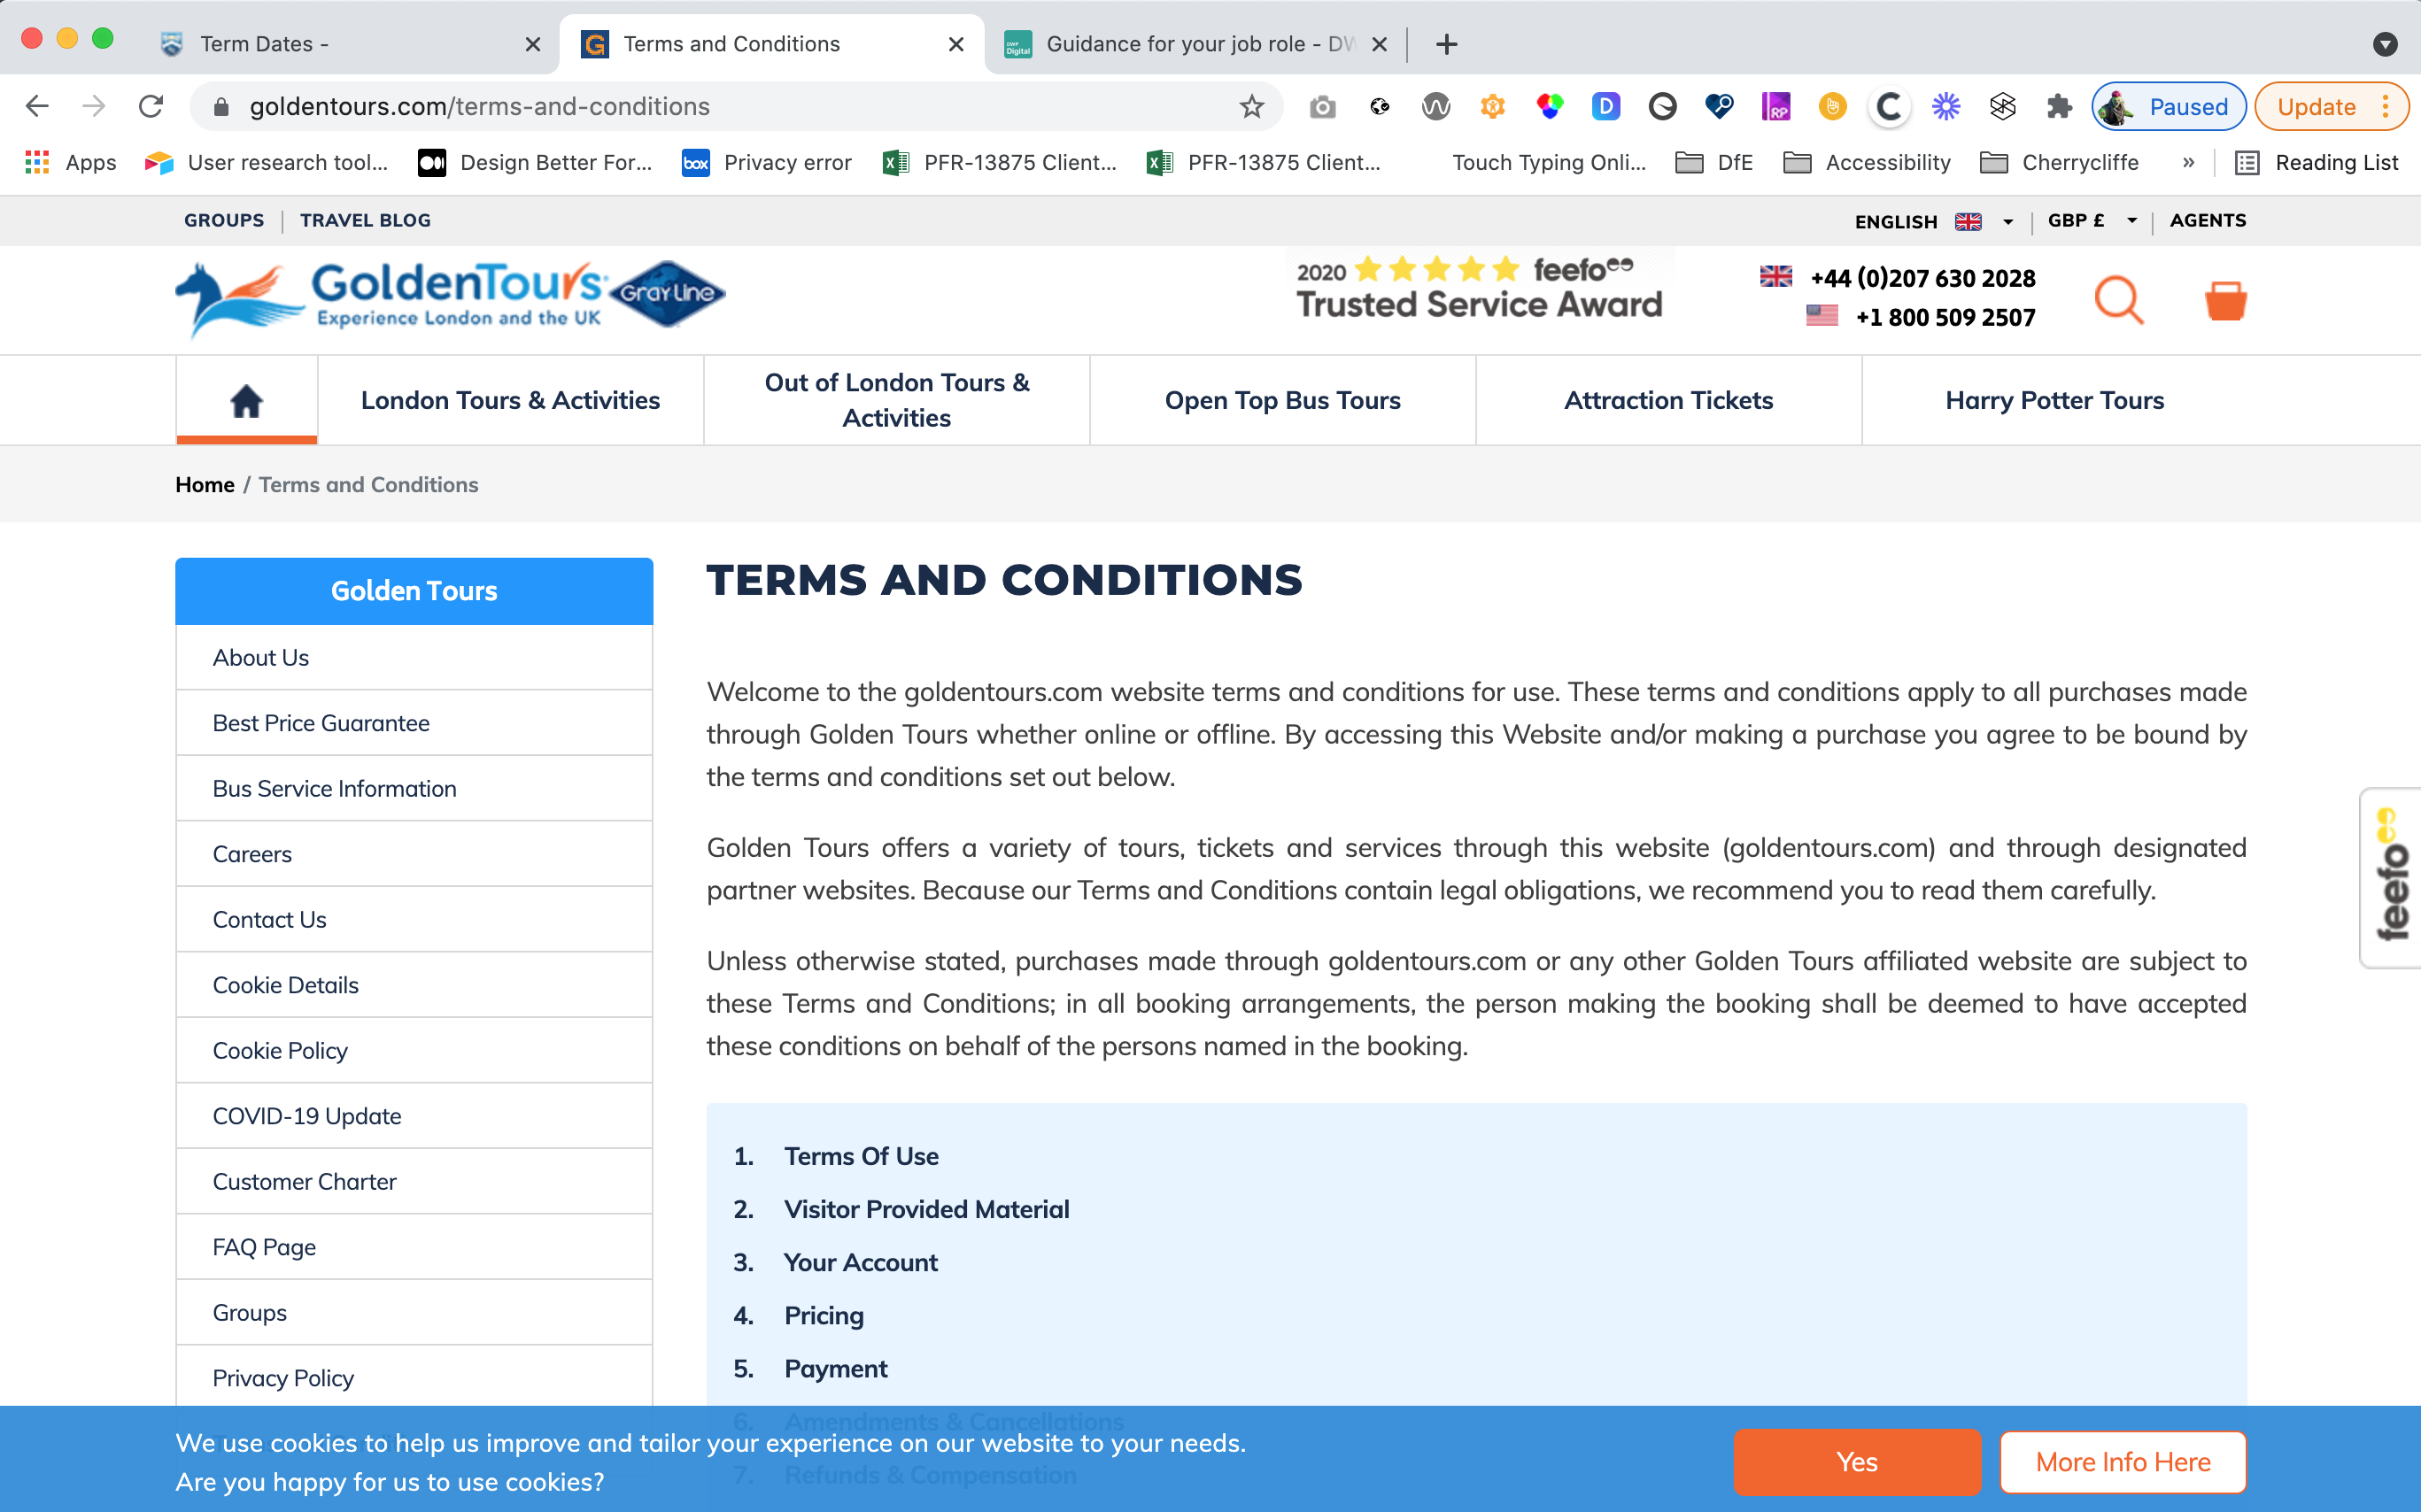 Term Dates -
Terms and Conditions
Guidance for your job role - DW
goldentours.com/terms-and-conditions
Paused
Update
Apps
User research tool...
Design Better For...
box
Privacy error
PFR-13875 Client...
PFR-13875 Client...
Touch Typing Onli...
DfE
Accessibility
Cherrycliffe
»
Reading List
GROUPS
TRAVEL BLOG
ENGLISH
GBP £
AGENTS
GoldenTours
Experience London and the UK
Gray Line
2020
feefo
Trusted Service Award
+44 (0)207 630 2028
+1 800 509 2507
London Tours & Activities
Out of London Tours &
Activities
Open Top Bus Tours
Attraction Tickets
Harry Potter Tours
Home / Terms and Conditions
Golden Tours
About Us
Best Price Guarantee
Bus Service Information
Careers
Contact Us
Cookie Details
Cookie Policy
COVID-19 Update
Customer Charter
FAQ Page
Groups
Privacy Policy
TERMS AND CONDITIONS
Welcome to the goldentours.com website terms and conditions for use. These terms and conditions apply to all purchases made
through Golden Tours whether online or offline. By accessing this Website and/or making a purchase you agree to be bound by
the terms and conditions set out below.
Golden Tours offers a variety of tours, tickets and services through this website (goldentours.com) and through designated
partner websites. Because our Terms and Conditions contain legal obligations, we recommend you to read them carefully.
Unless otherwise stated, purchases made through goldentours.com or any other Golden Tours affiliated website are subject to
these Terms and Conditions; in all booking arrangements, the person making the booking shall be deemed to have accepted
these conditions on behalf of the persons named in the booking.
1. Terms Of Use
2. Visitor Provided Material
3. Your Account
4. Pricing
5. Payment
6. Amendments & Cancellations
7. Refunds & Compensation
feefo
We use cookies to help us improve and tailor your experience on our website to your needs.
Are you happy for us to use cookies?
Yes
More Info Here